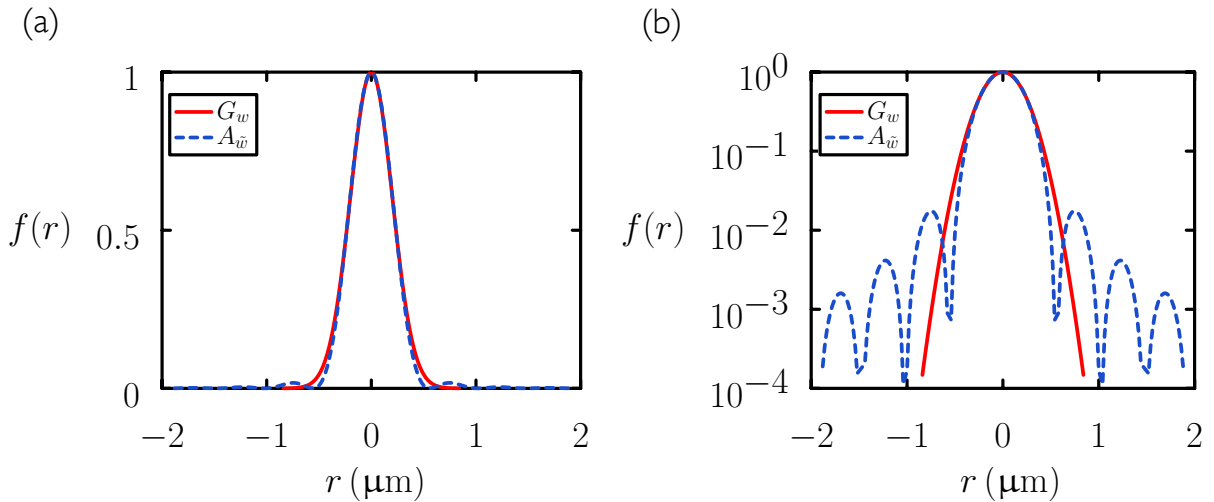 (a)
1
G_w
A_w̃
f(r)
0.5
0
−2
−1
0
1
2
r (μm)
(b)
10^0
G_w
A_w̃
10^−1
f(r)
10^−2
10^−3
10^−4
−2
−1
0
1
2
r (μm)